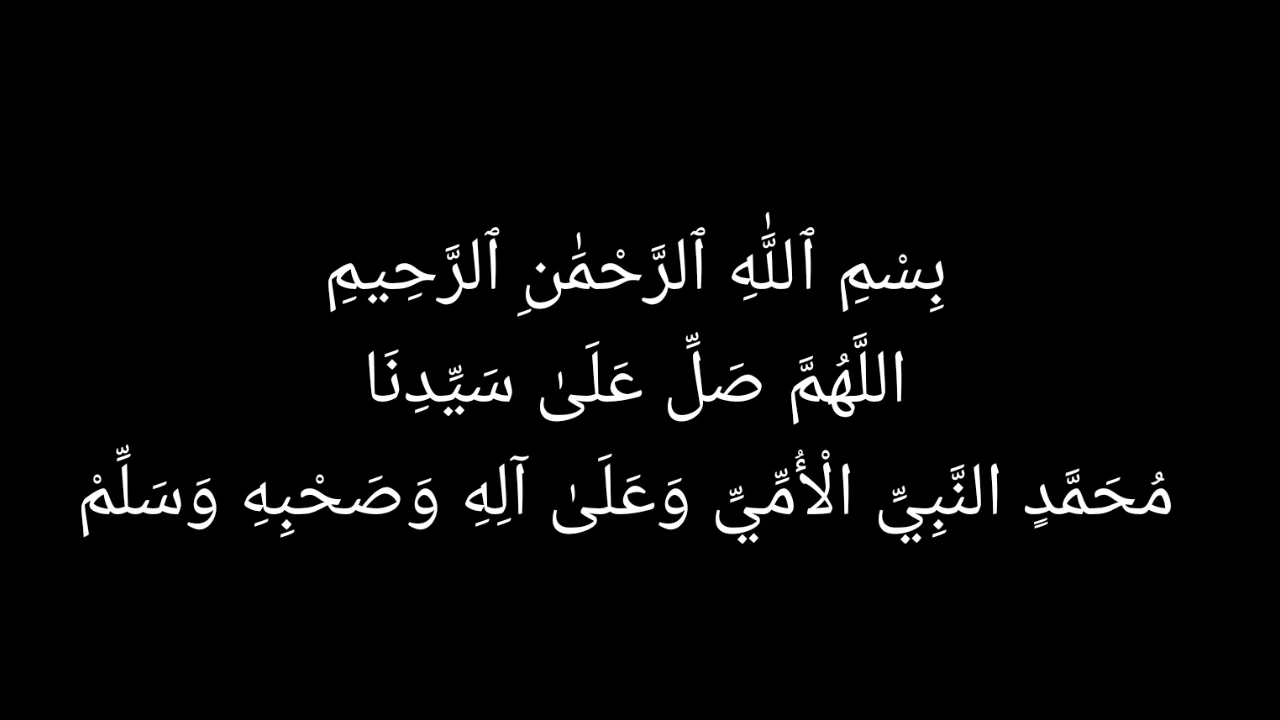 بِسْمِ ٱللَّٰهِ ٱلرَّحْمَٰنِ ٱلرَّحِيمِ
اللَّهُمَّ صَلِّ عَلَىٰ سَيِّدِنَا
مُحَمَّدٍ النَّبِيِّ الْأُمِّيِّ وَعَلَىٰ آلِهِ وَصَحْبِهِ وَسَلِّمْ